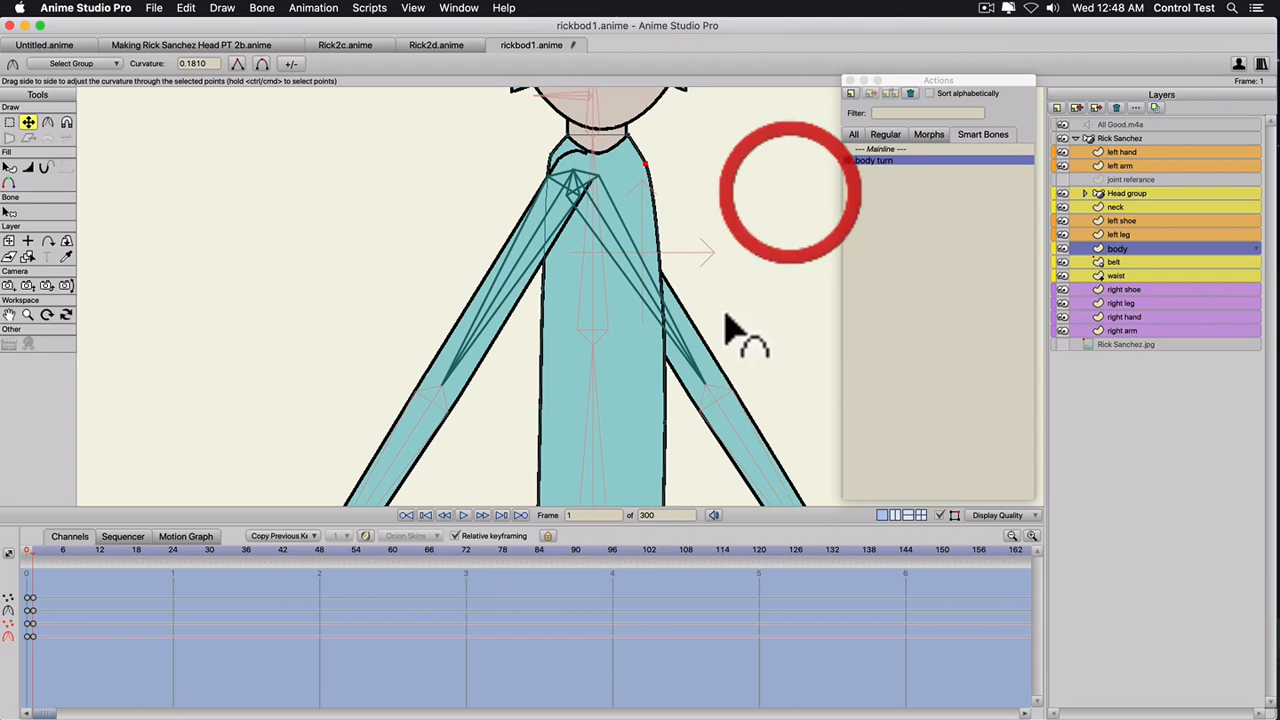 Anime Studio Pro File Edit Draw Bone Animation Scripts Layer View Window Help Wed 12:48 AM Control Test
rickbod1.anime - Anime Studio Pro
Untitled.anime Making Rick Sanchez Head PT 2b.anime Rick2c.anime Rick2d.anime rickbod1.anime
Select Group Curvature: 0.1810 +/-
Drag side to side to adjust the curvature through the selected points (hold <ctrl/cmd> to select points) Frame: 1
Tools
Draw
Fill
Bone
Layer
Camera
Workspace
Other
Actions
Sort alphabetically
Filter:
All Regular Morphs Smart Bones
--- Mainline ---
body turn
Layers
All Good.m4a
Rick Sanchez
left hand
left arm
joint referance
Head group
neck
left shoe
left leg
body
belt
waist
right shoe
right leg
right hand
right arm
Rick Sanchez.jpg
Frame 1 of 300 Display Quality
Channels Sequencer Motion Graph Copy Previous Ke 1 Onion Skins Relative keyframing
0 6 12 18 24 30 36 42 48 54 60 66 72 78 84 90 96 102 108 114 120 126 132 138 144 150 156 162
0 1 2 3 4 5 6